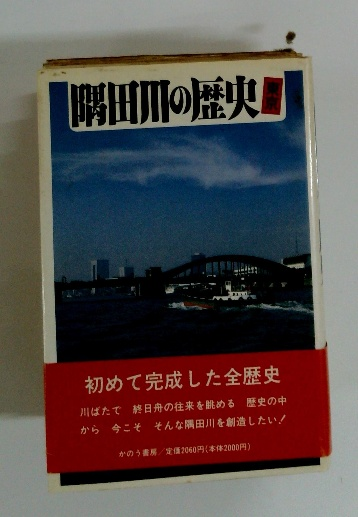 隅田川の歴史
東京
初めて完成した全歴史
川ばたで 終日舟の往来を眺める 歴史の中
から 今こそ そんな隅田川を創造したい!
かのう書房/定価2060円(本体2000円)